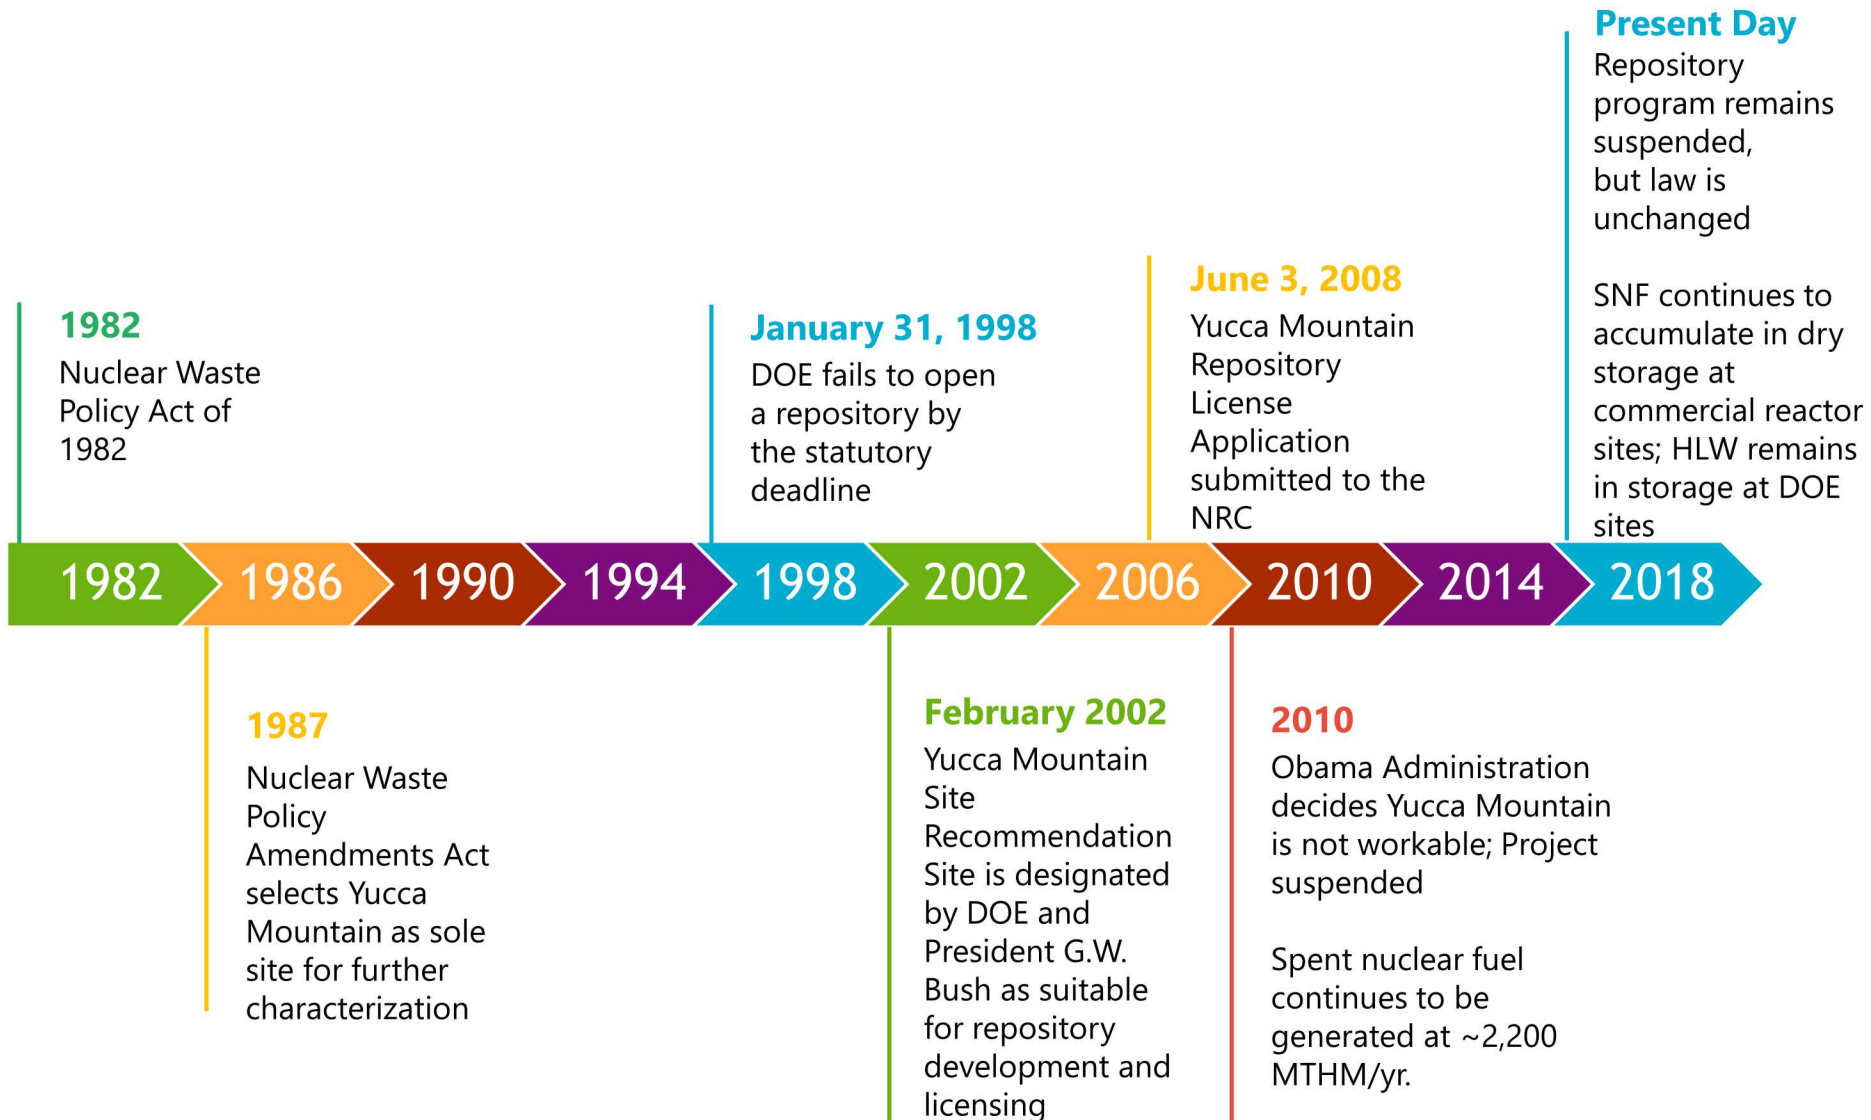 Present Day
Repository
program remains
suspended,
but law is
unchanged
SNF continues to
accumulate in dry
storage at
commercial reactor
sites; HLW remains
in storage at DOE
sites
June 3, 2008
Yucca Mountain
Repository
License
Application
submitted to the
NRC
1982
Nuclear Waste
Policy Act of
1982
January 31, 1998
DOE fails to open
a repository by
the statutory
deadline
1982 1986 1990 1994 1998 2002 2006 2010 2014 2018
1987
Nuclear Waste
Policy
Amendments Act
selects Yucca
Mountain as sole
site for further
characterization
February 2002
Yucca Mountain
Site
Recommendation
Site is designated
by DOE and
President G.W.
Bush as suitable
for repository
development and
licensing
2010
Obama Administration
decides Yucca Mountain
is not workable; Project
suspended
Spent nuclear fuel
continues to be
generated at ~2,200
MTHM/yr.